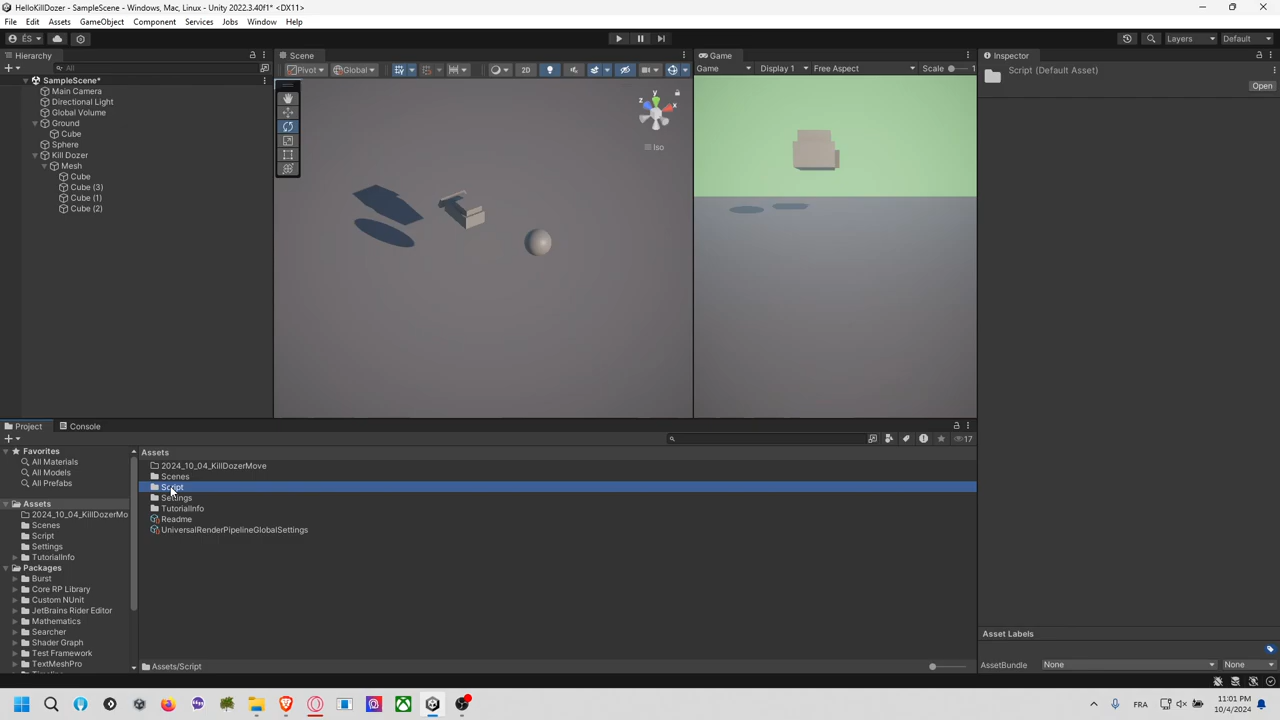 HelloKillDozer - SampleScene - Windows, Mac, Linux - Unity 2022.3.40f1* <DX11>
File Edit Assets GameObject Component Services Jobs Window Help
ÉS Layers Default
Hierarchy Scene Game Inspector
All Pivot Global 2D Game Display 1 Free Aspect Scale 1 Script (Default Asset)
Open
SampleScene*
Main Camera
Directional Light
Global Volume
Ground
Cube
Sphere
Kill Dozer
Mesh
Cube
Cube (3)
Cube (1)
Cube (2)
y
z x
Iso
Project Console
17
Favorites
All Materials
All Models
All Prefabs
Assets
2024_10_04_KillDozerMo
Scenes
Script
Settings
TutorialInfo
Packages
Burst
Core RP Library
Custom NUnit
JetBrains Rider Editor
Mathematics
Searcher
Shader Graph
Test Framework
TextMeshPro
Assets
2024_10_04_KillDozerMove
Scenes
Script
Settings
TutorialInfo
Readme
UniversalRenderPipelineGlobalSettings
Assets/Script
Asset Labels
AssetBundle None None
FRA 11:01 PM
10/4/2024